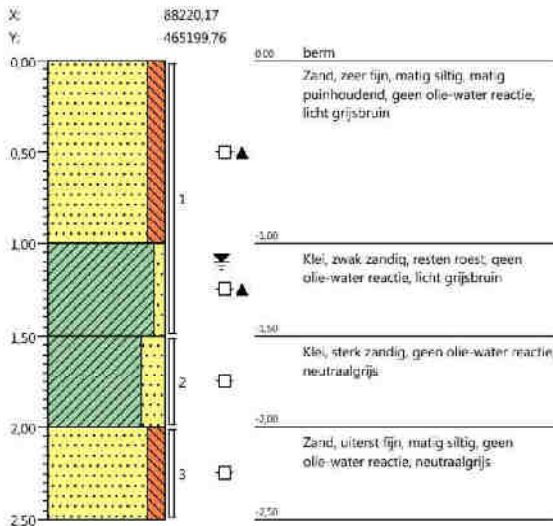 X: 88220,17
Y: 465199,76
0,00
0,00 berm
Zand, zeer fijn, matig siltig, matig
puinhoudend, geen olie-water reactie,
licht grijsbruin
0,50
1
1,00
-1,00
Klei, zwak zandig, resten roest, geen
olie-water reactie, licht grijsbruin
1,50
-1,50
Klei, sterk zandig, geen olie-water reactie,
neutraalgrijs
2
2,00
-2,00
Zand, uiterst fijn, matig siltig, geen
olie-water reactie, neutraalgrijs
3
2,50
-2,50